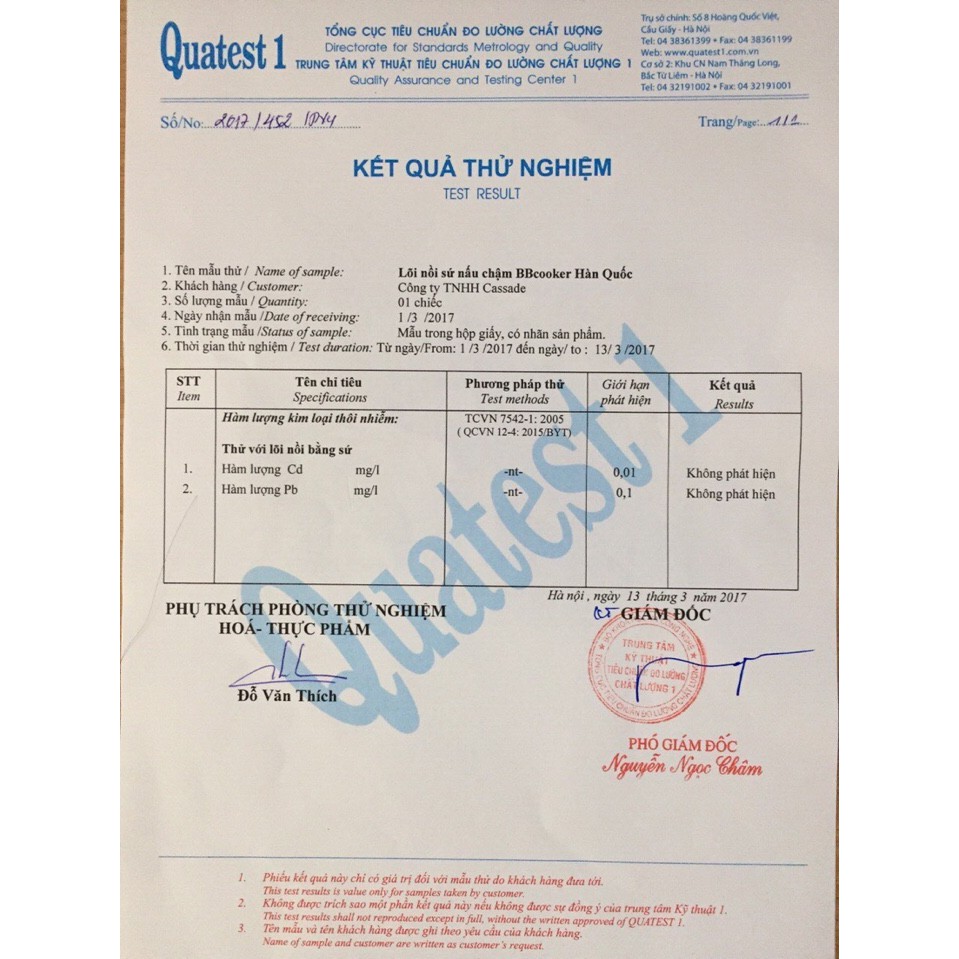 Quatest 1
TỔNG CỤC TIÊU CHUẨN ĐO LƯỜNG CHẤT LƯỢNG
Directorate for Standards Metrology and Quality
TRUNG TÂM KỸ THUẬT TIÊU CHUẨN ĐO LƯỜNG CHẤT LƯỢNG 1
Quality Assurance and Testing Center 1
Trụ sở chính: Số 8 Hoàng Quốc Việt,
Cầu Giấy - Hà Nội
Tel: 04 38361399 • Fax: 04 38361199
Web: www.quatest1.com.vn
Cơ sở 2: Khu CN Nam Thăng Long,
Bắc Từ Liêm - Hà Nội
Tel: 04 32191002 • Fax: 04 32191001
Số/No: 2017/452
Trang/Page: 1/1
KẾT QUẢ THỬ NGHIỆM
TEST RESULT
1. Tên mẫu thử / Name of sample: Lõi nồi sứ nấu chậm BBcooker Hàn Quốc
2. Khách hàng / Customer: Công ty TNHH Cassade
3. Số lượng mẫu / Quantity: 01 chiếc
4. Ngày nhận mẫu /Date of receiving: 1 /3 /2017
5. Tình trạng mẫu /Status of sample: Mẫu trong hộp giấy, có nhãn sản phẩm.
6. Thời gian thử nghiệm / Test duration: Từ ngày/From: 1 /3 /2017 đến ngày/ to : 13/ 3 /2017
STT Tên chỉ tiêu Phương pháp thử Giới hạn Kết quả
Item Specifications Test methods phát hiện Results
Hàm lượng kim loại thôi nhiễm: TCVN 7542-1: 2005
( QCVN 12-4: 2015/BYT)
Thử với lõi nồi bằng sứ
1. Hàm lượng Cd mg/l -nt- 0,01 Không phát hiện
2. Hàm lượng Pb mg/l -nt- 0,1 Không phát hiện
Quatest 1
Hà nội , ngày 13 tháng 3 năm 2017
PHỤ TRÁCH PHÒNG THỬ NGHIỆM
HOÁ- THỰC PHẨM
KT GIÁM ĐỐC
TRUNG TÂM
KỸ THUẬT
TIÊU CHUẨN ĐO LƯỜNG
CHẤT LƯỢNG 1
Đỗ Văn Thích
PHÓ GIÁM ĐỐC
Nguyễn Ngọc Châm
1. Phiếu kết quả này chỉ có giá trị đối với mẫu thử do khách hàng đưa tới.
This test results is value only for samples taken by customer.
2. Không được trích sao một phần kết quả này nếu không được sự đồng ý của trung tâm Kỹ thuật 1.
This test results shall not reproduced except in full, without the written approved of QUATEST 1.
3. Tên mẫu và tên khách hàng được ghi theo yêu cầu của khách hàng.
Name of sample and customer are written as customer's request.